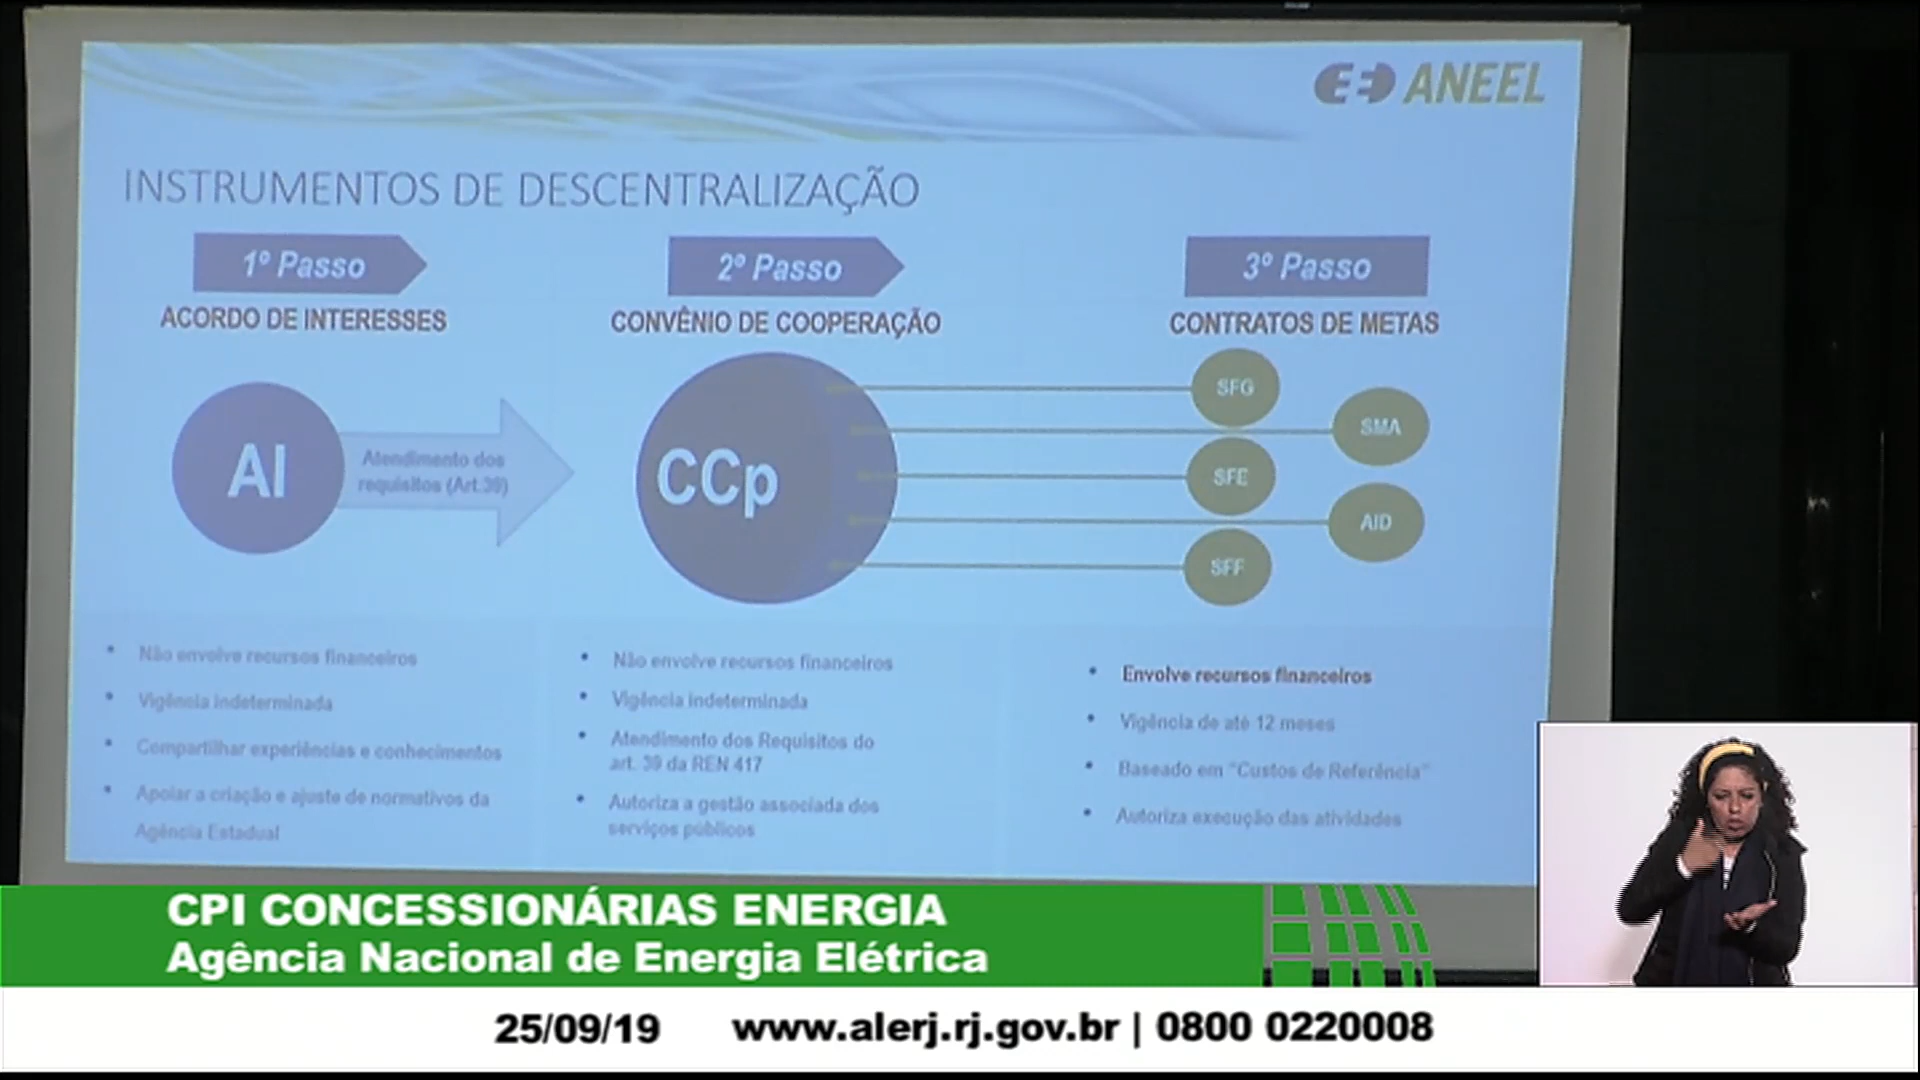 ANEEL
INSTRUMENTOS DE DESCENTRALIZAÇÃO
1º Passo
ACORDO DE INTERESSES
AI
Atendimento dos
requisitos (Art.39)
2º Passo
CONVÊNIO DE COOPERAÇÃO
CCp
3º Passo
CONTRATOS DE METAS
SFG
SMA
SFE
AID
SFF
• Não envolve recursos financeiros
• Vigência indeterminada
• Compartilhar experiências e conhecimentos
• Apoiar a criação e ajuste de normativos da
Agência Estadual
• Não envolve recursos financeiros
• Vigência indeterminada
• Atendimento dos Requisitos do
art. 39 da REN 417
• Autoriza a gestão associada dos
serviços públicos
• Envolve recursos financeiros
• Vigência de até 12 meses
• Baseado em "Custos de Referência"
• Autoriza execução das atividades
CPI CONCESSIONÁRIAS ENERGIA
Agência Nacional de Energia Elétrica
25/09/19 www.alerj.rj.gov.br | 0800 0220008